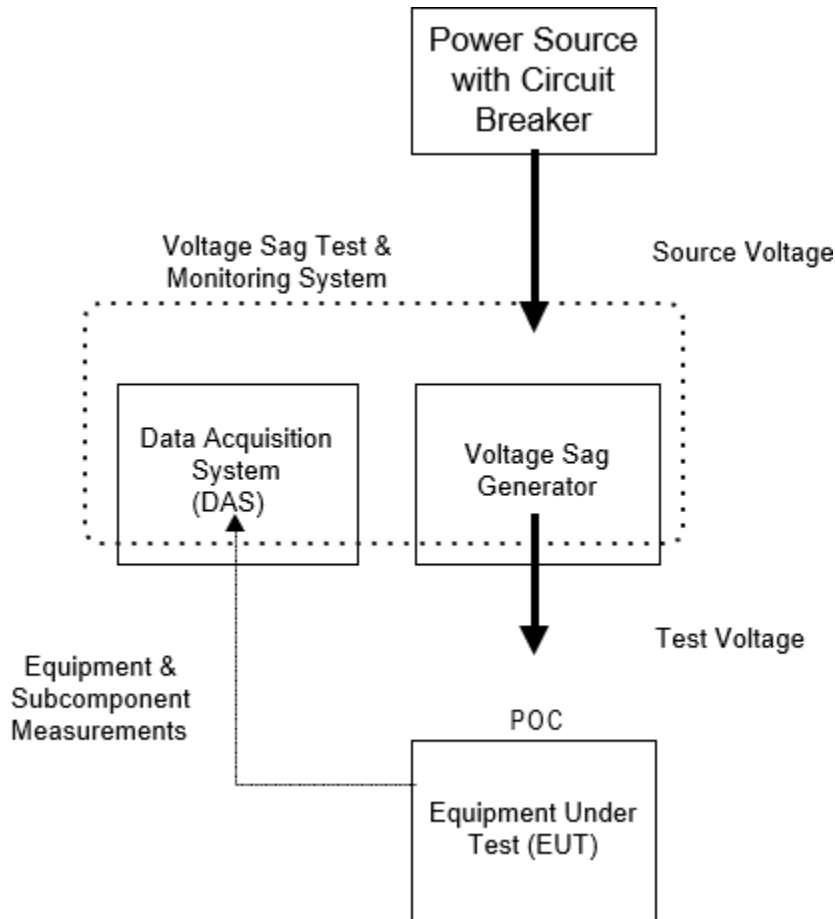 Power Source
with Circuit
Breaker
Voltage Sag Test &
Monitoring System
Source Voltage
Data Acquisition
System
(DAS)
Voltage Sag
Generator
Test Voltage
Equipment &
Subcomponent
Measurements
POC
Equipment Under
Test (EUT)